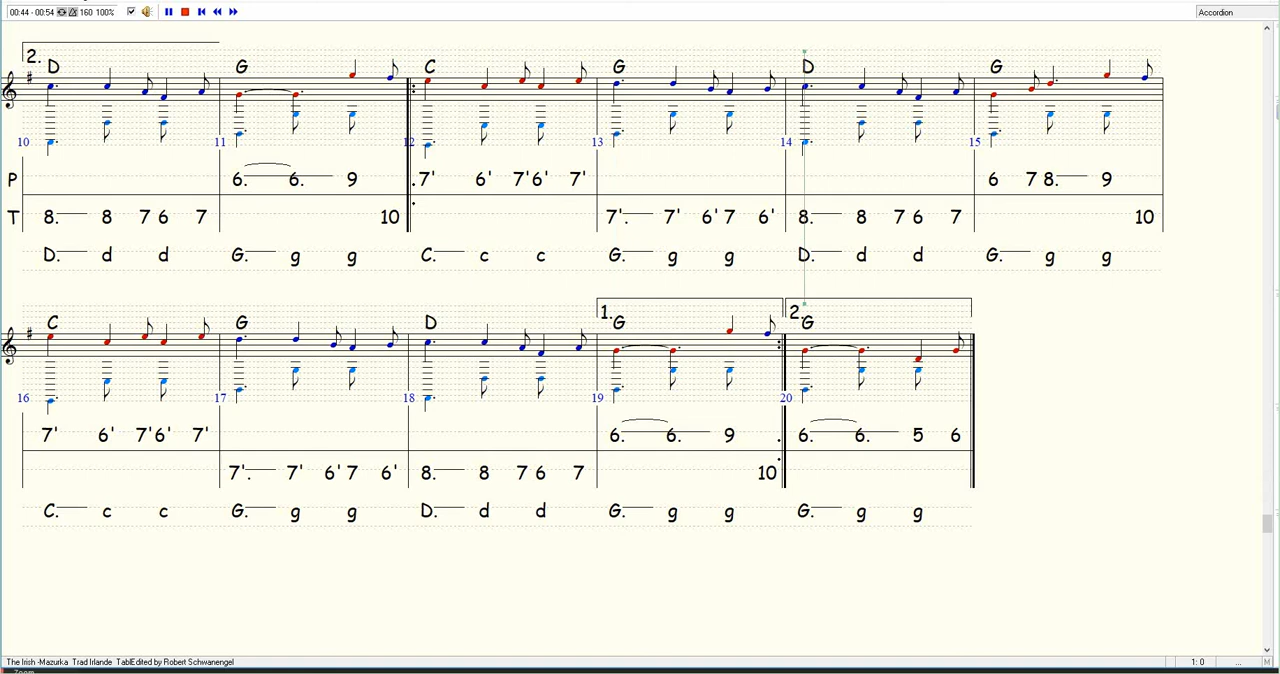 00:44 - 00:54 160 100% Accordion
2. D G C G D G
10 11 12 13 14 15
P 6. 6. 9 7' 6' 7' 6' 7' 6 7 8. 9
T 8. 8 7 6 7 10 7'. 7' 6' 7 6' 8. 8 7 6 7 10
D. d d G. g g C. c c G. g g D. d d G. g g
1. 2.
C G D G G
16 17 18 19 20
7' 6' 7' 6' 7' 6. 6. 9 6. 6. 5 6
7'. 7' 6' 7 6' 8. 8 7 6 7 10
C. c c G. g g D. d d G. g g G. g g
The Irish -Mazurka Trad Irlande TablEdited by Robert Schwanengel 1: 0 ... M
Zoom